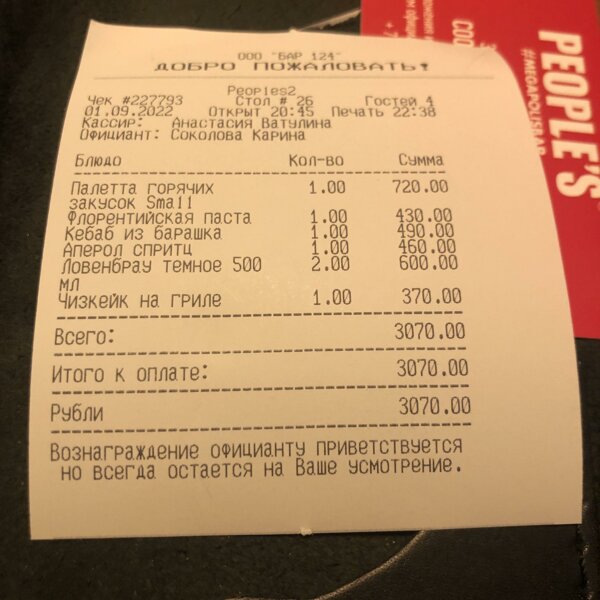 ООО "БАР 124"
ДОБРО ПОЖАЛОВАТЬ!
Peoples2
Чек #227793 Стол # 26 Гостей 4
01.09.2022 Открыт 20:45 Печать 22:38
Кассир: Анастасия Ватулина
Официант: Соколова Карина
Блюдо Кол-во Сумма
Палетта горячих 1.00 720.00
закусок Small
Флорентийская паста 1.00 430.00
Кебаб из барашка 1.00 490.00
Аперол спритц 1.00 460.00
Ловенбрау темное 500 2.00 600.00
мл
Чизкейк на гриле 1.00 370.00
Всего: 3070.00
Итого к оплате: 3070.00
Рубли 3070.00
Вознаграждение официанту приветствуется
но всегда остается на Ваше усмотрение.
PEOPLE'S
#MEGAPOLISBAR